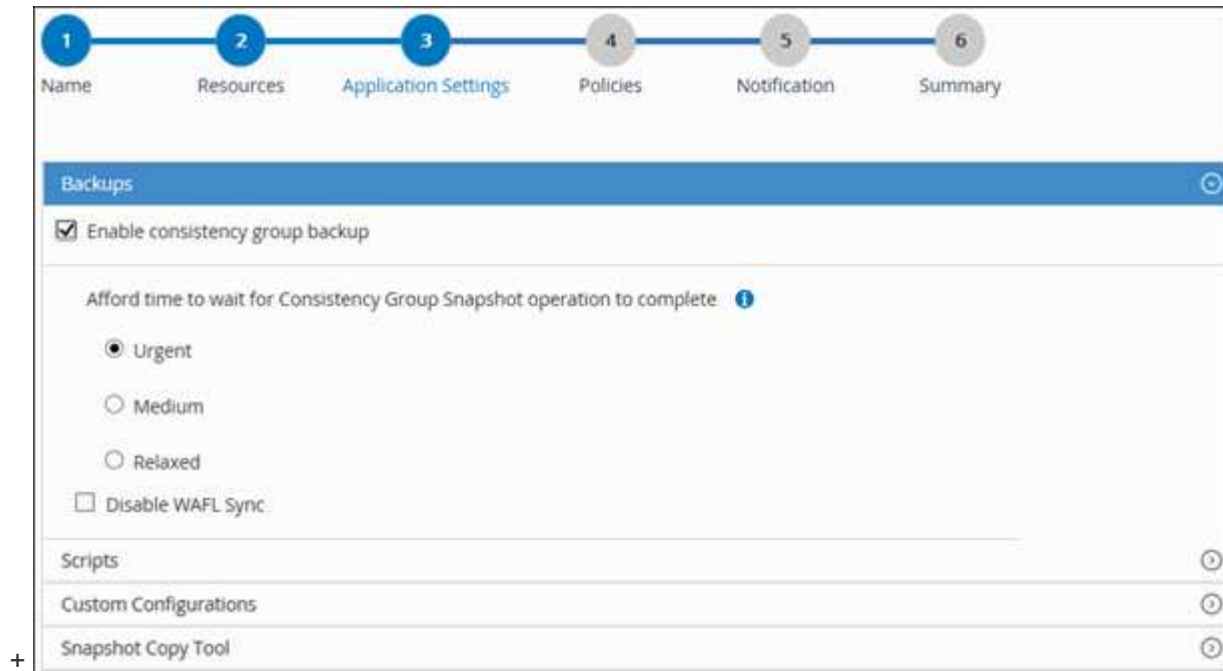 1 2 3 4 5 6
Name Resources Application Settings Policies Notification Summary
Backups
Enable consistency group backup
Afford time to wait for Consistency Group Snapshot operation to complete
Urgent
Medium
Relaxed
Disable WAFL Sync
Scripts
Custom Configurations
Snapshot Copy Tool
+